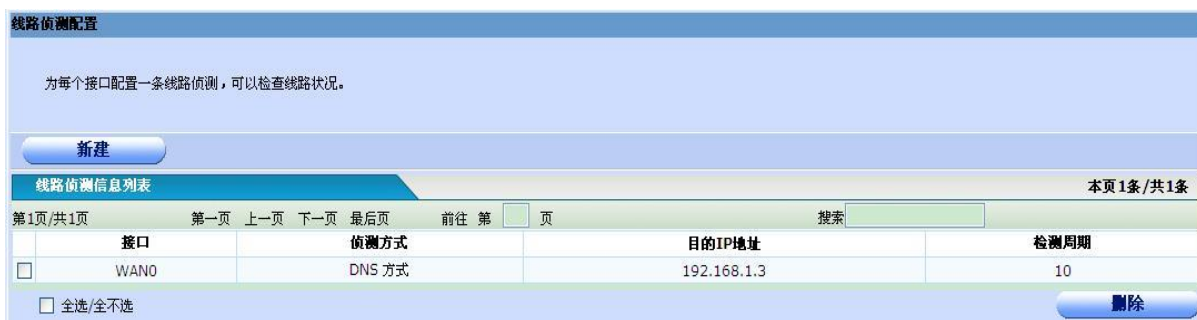 线路侦测配置
为每个接口配置一条线路侦测，可以检查线路状况。
新建
线路侦测信息列表 本页1条/共1条
第1页/共1页 第一页 上一页 下一页 最后页 前往 第 页 搜索
接口 侦测方式 目的IP地址 检测周期
WAN0 DNS 方式 192.168.1.3 10
全选/全不选 删除